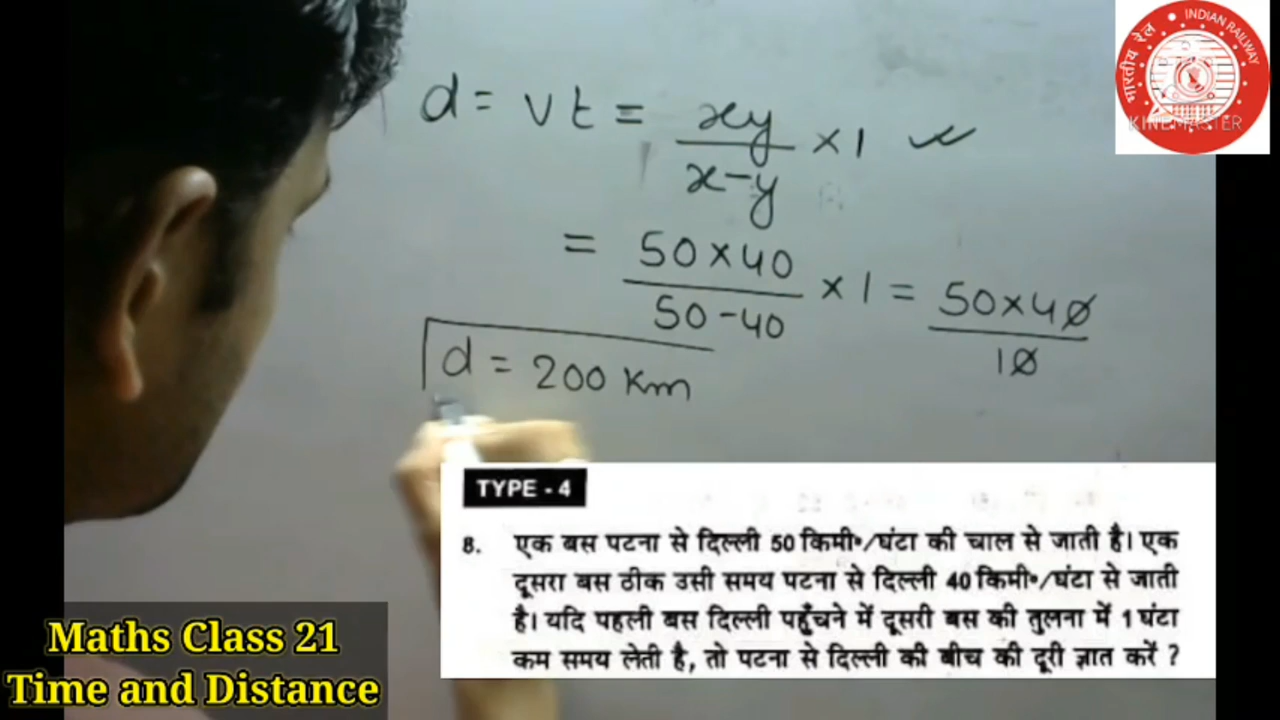 d = vt = xy/x-y ×1
= 50×40/50-40 ×1 = 50×40/10
d = 200 Km
भारतीय रेल INDIAN RAILWAY
KINEMASTER
TYPE - 4
8. एक बस पटना से दिल्ली 50 किमी॰/घंटा की चाल से जाती है। एक
दूसरा बस ठीक उसी समय पटना से दिल्ली 40 किमी॰/घंटा से जाती
है। यदि पहली बस दिल्ली पहुँचने में दूसरी बस की तुलना में 1 घंटा
कम समय लेती है, तो पटना से दिल्ली की बीच की दूरी ज्ञात करें ?
Maths Class 21
Time and Distance